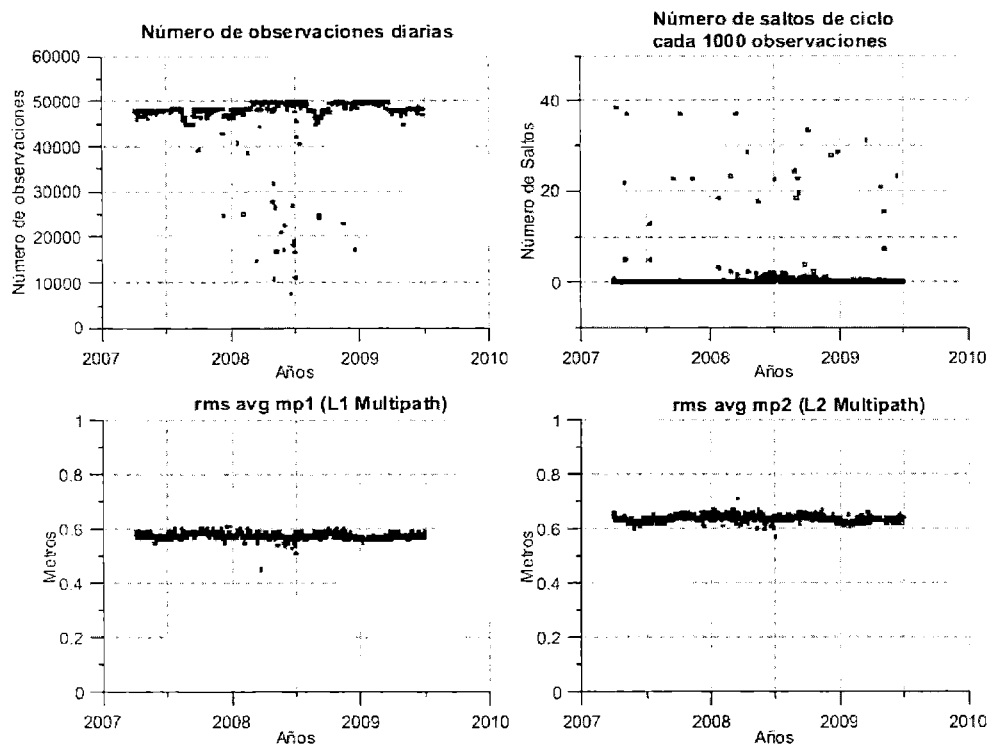 Número de observaciones diarias
Número de observaciones
60000
50000
40000
30000
20000
10000
0
2007
2008
2009
2010
Años
Número de saltos de ciclo
cada 1000 observaciones
Número de Saltos
40
20
0
2007
2008
2009
2010
Años
rms avg mp1 (L1 Multipath)
Metros
1
0.8
0.6
0.4
0.2
0
2007
2008
2009
2010
Años
rms avg mp2 (L2 Multipath)
Metros
1
0.8
0.6
0.4
0.2
0
2007
2008
2009
2010
Años